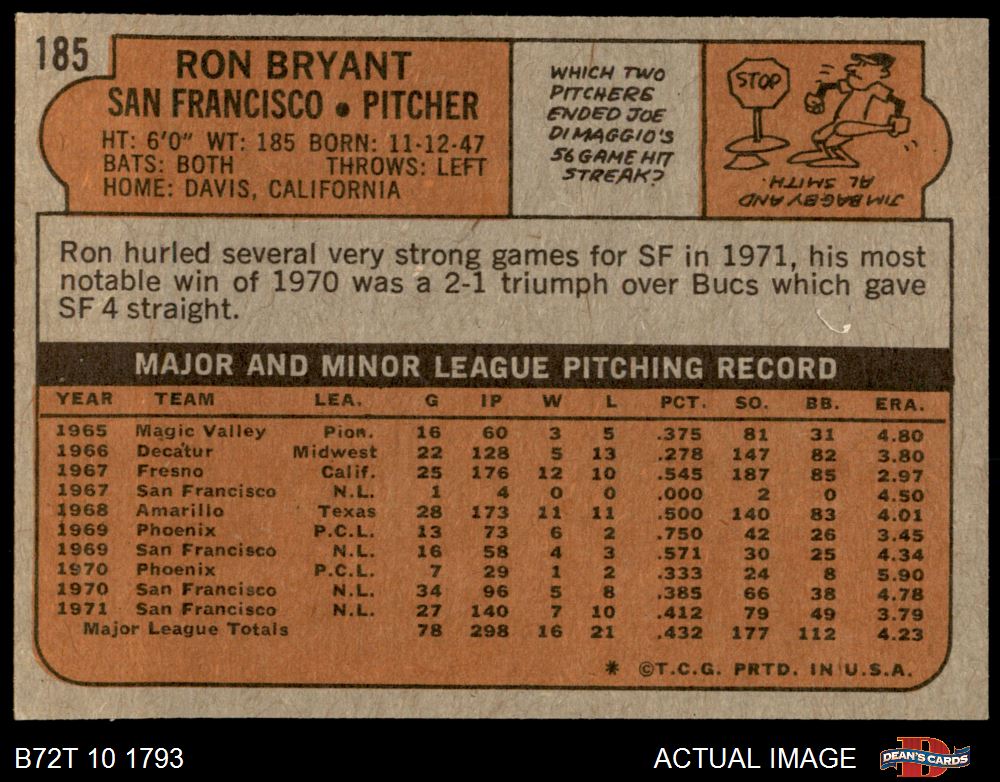 185
RON BRYANT
SAN FRANCISCO • PITCHER
HT: 6'0" WT: 185 BORN: 11-12-47
BATS: BOTH THROWS: LEFT
HOME: DAVIS, CALIFORNIA
WHICH TWO
PITCHERS
ENDED JOE
DI MAGGIO'S
56 GAME HIT
STREAK?
STOP
JIM BAGBY AND
AL SMITH.
Ron hurled several very strong games for SF in 1971, his most
notable win of 1970 was a 2-1 triumph over Bucs which gave
SF 4 straight.
MAJOR AND MINOR LEAGUE PITCHING RECORD
YEAR TEAM LEA. G IP W L PCT. SO. BB. ERA.
1965 Magic Valley Pion. 16 60 3 5 .375 81 31 4.80
1966 Decatur Midwest 22 128 5 13 .278 147 82 3.80
1967 Fresno Calif. 25 176 12 10 .545 187 85 2.97
1967 San Francisco N.L. 1 4 0 0 .000 2 0 4.50
1968 Amarillo Texas 28 173 11 11 .500 140 83 4.01
1969 Phoenix P.C.L. 13 73 6 2 .750 42 26 3.45
1969 San Francisco N.L. 16 58 4 3 .571 30 25 4.34
1970 Phoenix P.C.L. 7 29 1 2 .333 24 8 5.90
1970 San Francisco N.L. 34 96 5 8 .385 66 38 4.78
1971 San Francisco N.L. 27 140 7 10 .412 79 49 3.79
Major League Totals 78 298 16 21 .432 177 112 4.23
* ©T.C.G. PRTD. IN U.S.A.
B72T 10 1793
ACTUAL IMAGE
DEAN'S CARDS